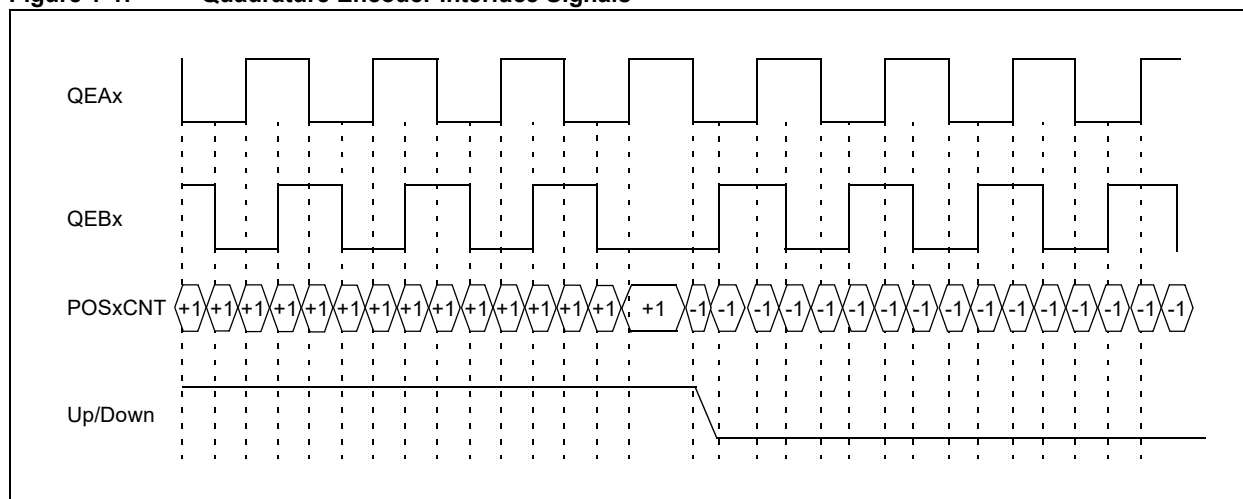 Figure Quadrature Encoder Interface Signals
QEAx
QEBx
POSxCNT +1 +1 +1 +1 +1 +1 +1 +1 +1 +1 +1 +1 +1 +1 +1 -1 -1 -1 -1 -1 -1 -1 -1 -1 -1 -1 -1 -1 -1 -1 -1
Up/Down